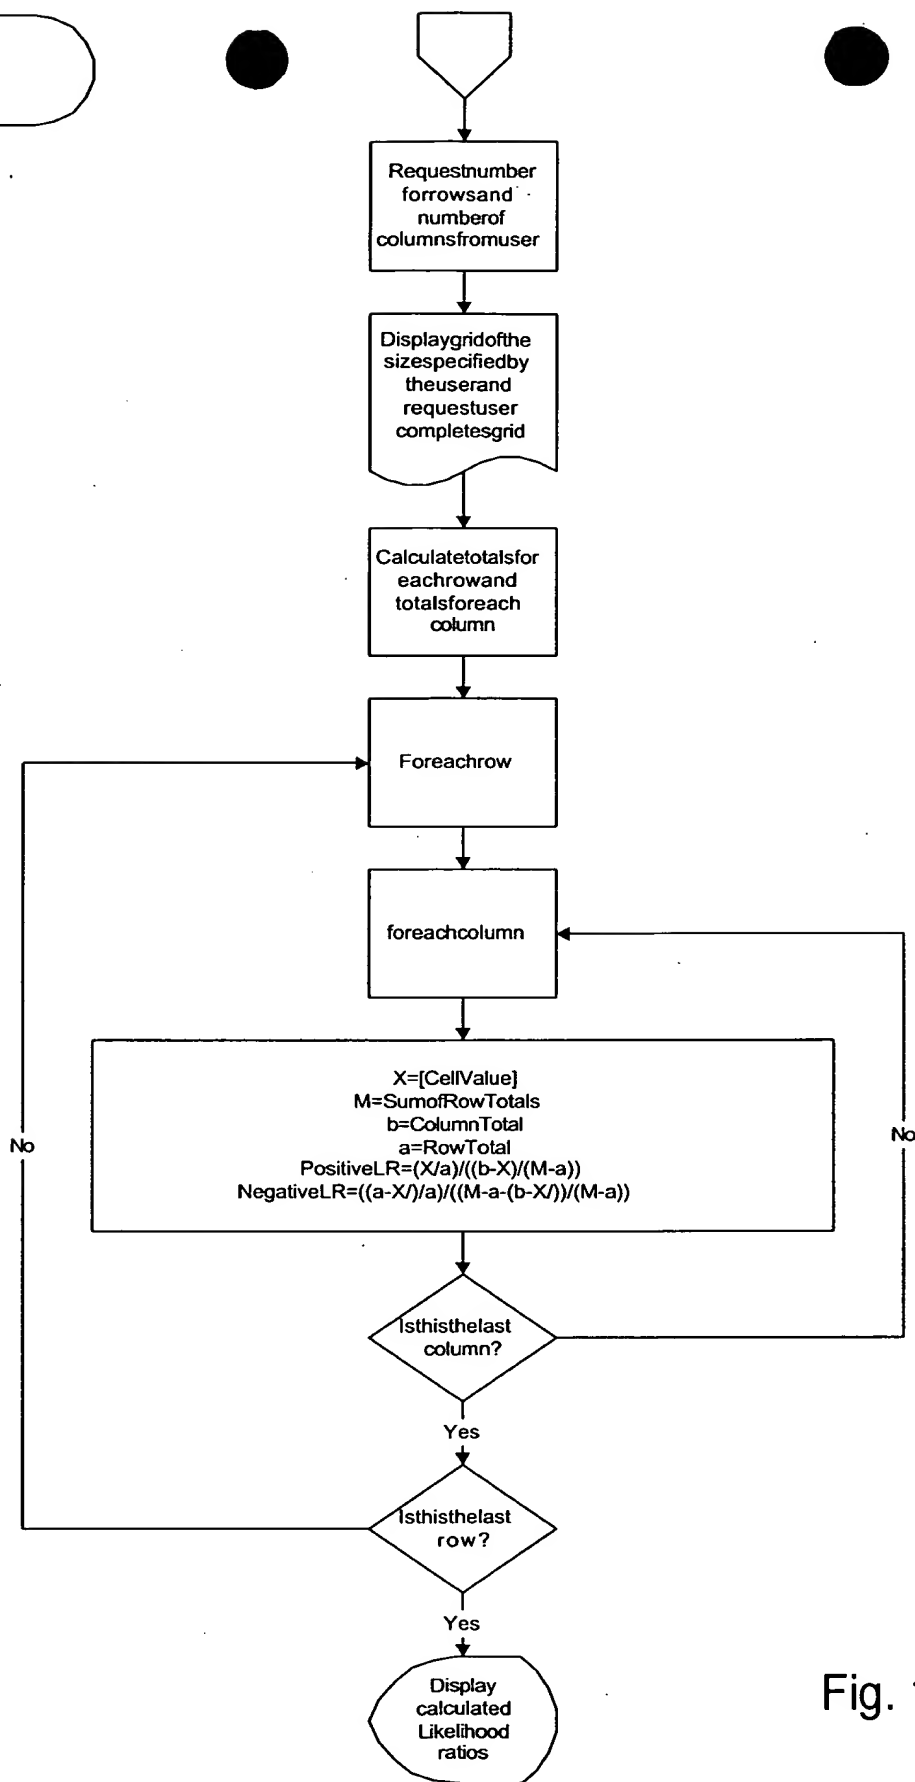 Requestnumber
forrowsand
numberof
columnsfromuser
Displaygridofthe
sizespecifiedby
theuserand
requestuser
completesgrid
Calculatetotalsfor
eachrowand
totalsforeach
column
Foreachrow
foreachcolumn
X=[CellValue]
M=SumofRowTotals
b=ColumnTotal
a=RowTotal
PositiveLR=(X/a)/((b-X)/(M-a))
NegativeLR=((a-X/)/a)/(((M-a-(b-X/))/(M-a))
No
No
Isthisthelast
column?
Yes
Isthisthelast
row?
Yes
Display
calculated
Likelihood
ratios
Fig.